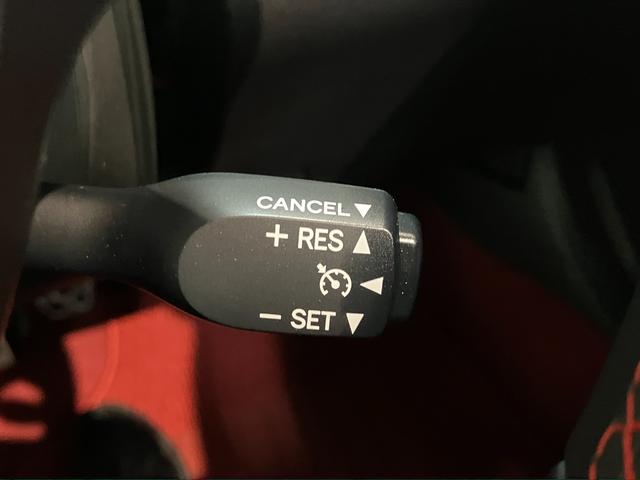 CANCEL▼
+ RES ▲
◀
− SET ▼